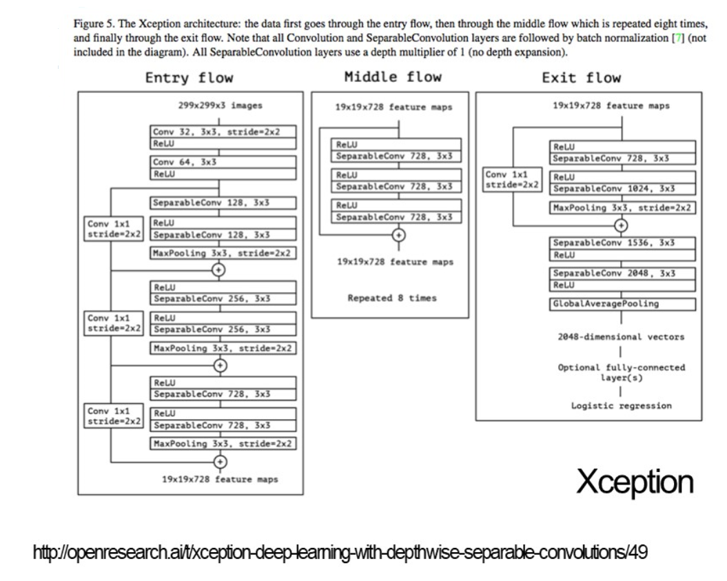 Figure 5. The Xception architecture: the data first goes through the entry flow, then through the middle flow which is repeated eight times,
and finally through the exit flow. Note that all Convolution and SeparableConvolution layers are followed by batch normalization [7] (not
included in the diagram). All SeparableConvolution layers use a depth multiplier of 1 (no depth expansion).
Entry flow
299x299x3 images
Conv 32, 3x3, stride=2x2
ReLU
Conv 64, 3x3
ReLU
SeparableConv 128, 3x3
Conv 1x1
stride=2x2
ReLU
SeparableConv 128, 3x3
MaxPooling 3x3, stride=2x2
+
ReLU
SeparableConv 256, 3x3
Conv 1x1
stride=2x2
ReLU
SeparableConv 256, 3x3
MaxPooling 3x3, stride=2x2
+
ReLU
SeparableConv 728, 3x3
Conv 1x1
stride=2x2
ReLU
SeparableConv 728, 3x3
MaxPooling 3x3, stride=2x2
+
19x19x728 feature maps
Middle flow
19x19x728 feature maps
ReLU
SeparableConv 728, 3x3
ReLU
SeparableConv 728, 3x3
ReLU
SeparableConv 728, 3x3
+
19x19x728 feature maps
Repeated 8 times
Exit flow
19x19x728 feature maps
ReLU
SeparableConv 728, 3x3
Conv 1x1
stride=2x2
ReLU
SeparableConv 1024, 3x3
MaxPooling 3x3, stride=2x2
+
SeparableConv 1536, 3x3
ReLU
SeparableConv 2048, 3x3
ReLU
GlobalAveragePooling
2048-dimensional vectors
Optional fully-connected
layer(s)
Logistic regression
Xception
http://openresearch.ai/t/xception-deep-learning-with-depthwise-separable-convolutions/49